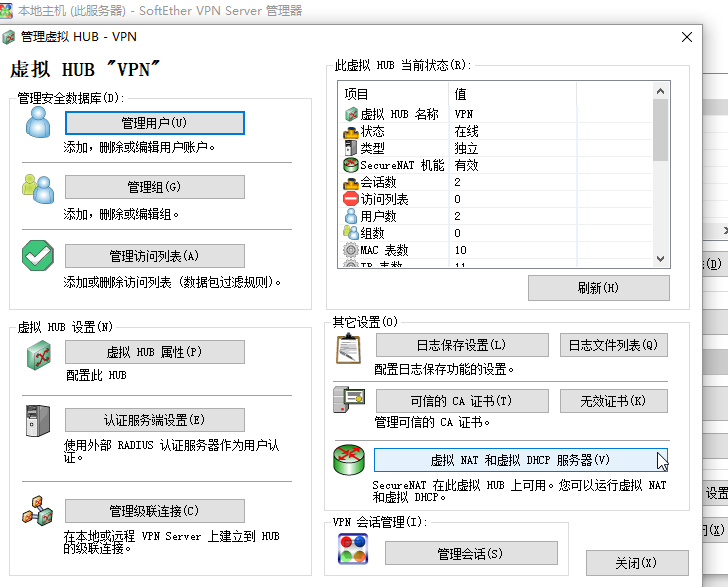 本地主机 (此服务器) - SoftEther VPN Server 管理器
管理虚拟 HUB - VPN
虚拟 HUB "VPN"
管理安全数据库(D):
管理用户(U)
添加, 删除或编辑用户账户。
管理组(G)
添加, 删除或编辑组。
管理访问列表(A)
添加或删除访问列表 (数据包过滤规则)。
虚拟 HUB 设置(N)
虚拟 HUB 属性(P)
配置此 HUB
认证服务端设置(E)
使用外部 RADIUS 认证服务器作为用户认
证。
管理级联连接(C)
在本地或远程 VPN Server 上建立到 HUB
的级联连接。
此虚拟 HUB 当前状态(R):
项目 值
虚拟 HUB 名称 VPN
状态 在线
类型 独立
SecureNAT 机能 有效
会话数 2
访问列表 0
用户数 2
组数 0
MAC 表数 10
IP 表数 11
刷新(H)
其它设置(O)
日志保存设置(L) 日志文件列表(Q)
配置日志保存功能的设置。
可信的 CA 证书(T) 无效证书(K)
管理可信的 CA 证书。
虚拟 NAT 和虚拟 DHCP 服务器(V)
SecureNAT 在此虚拟 HUB 上可用。您可以运行虚拟 NAT
和虚拟 DHCP。
VPN 会话管理(I):
管理会话(S)
关闭(X)
(D)
设置
(X)